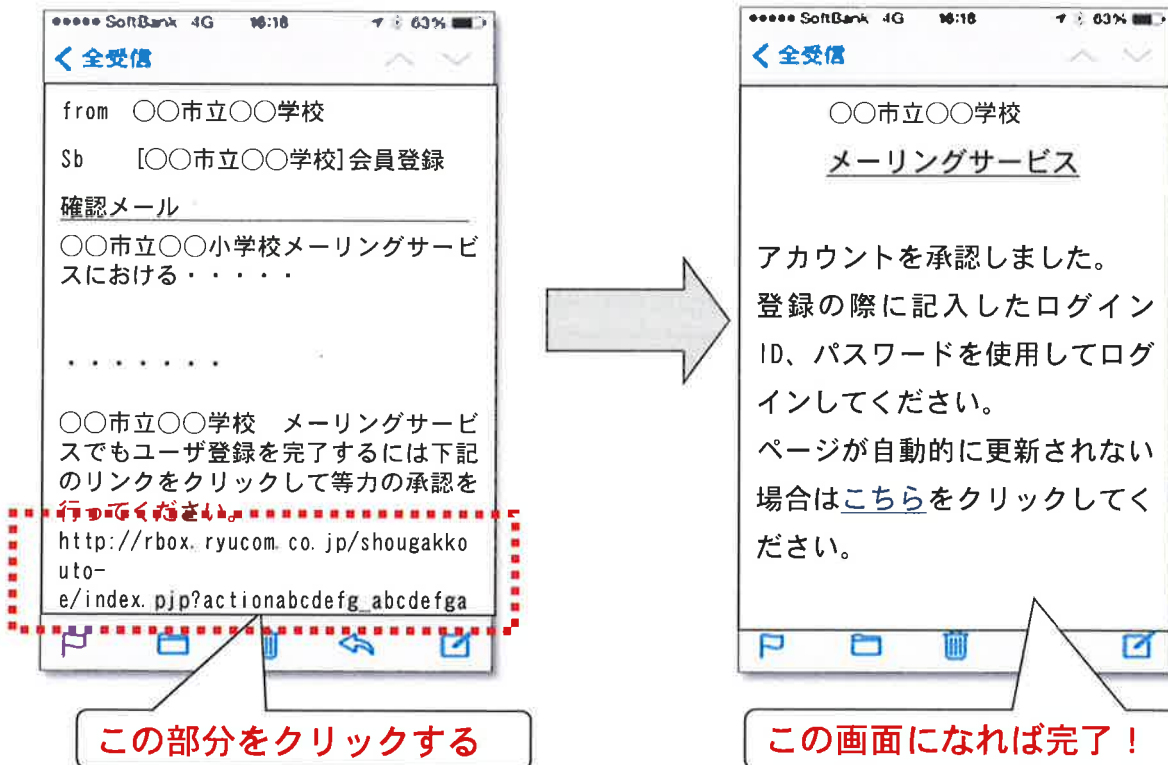 SoftBank 4G 16:16 63%
全受信
from ○○市立○○学校
Sb [○○市立○○学校]会員登録
確認メール
○○市立○○小学校メーリングサービ
スにおける・・・・・
・・・・・・・
○○市立○○学校 メーリングサービ
スでもユーザ登録を完了するには下記
のリンクをクリックして等力の承認を
行ってください。
http://rbox.ryucom.co.jp/shougakko
uto-
e/index.pjp?actionabcdefg_abcdefga
この部分をクリックする
SoftBank 4G 16:16 63%
全受信
○○市立○○学校
メーリングサービス
アカウントを承認しました。
登録の際に記入したログイン
ID、パスワードを使用してログ
インしてください。
ページが自動的に更新されない
場合はこちらをクリックしてく
ださい。
この画面になれば完了！